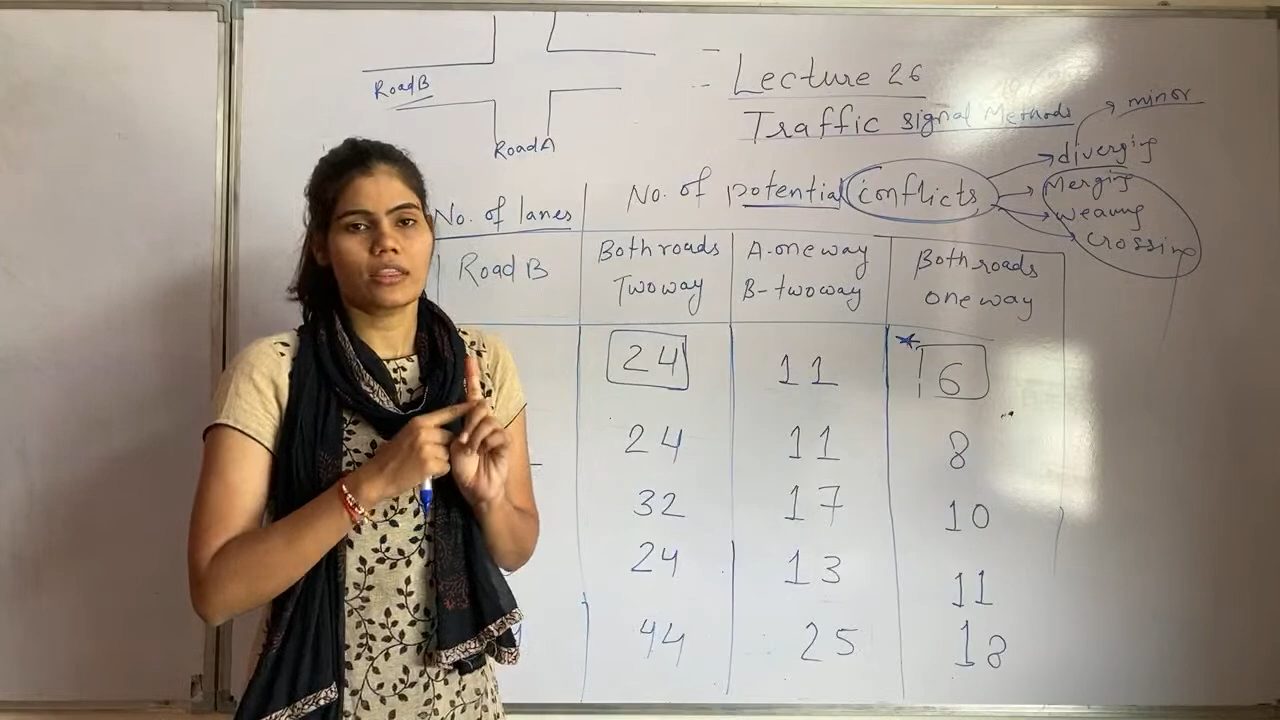 Lecture 26
Traffic signal Methods
Road B
Road A
minor
diverging
Merging
weaving
crossing
No. of lanes
No. of potential conflicts
Road B
Both roads Two way
A-one way B-two way
Both roads one way
24 11 6
24 11 8
32 17 10
24 13 11
44 25 18